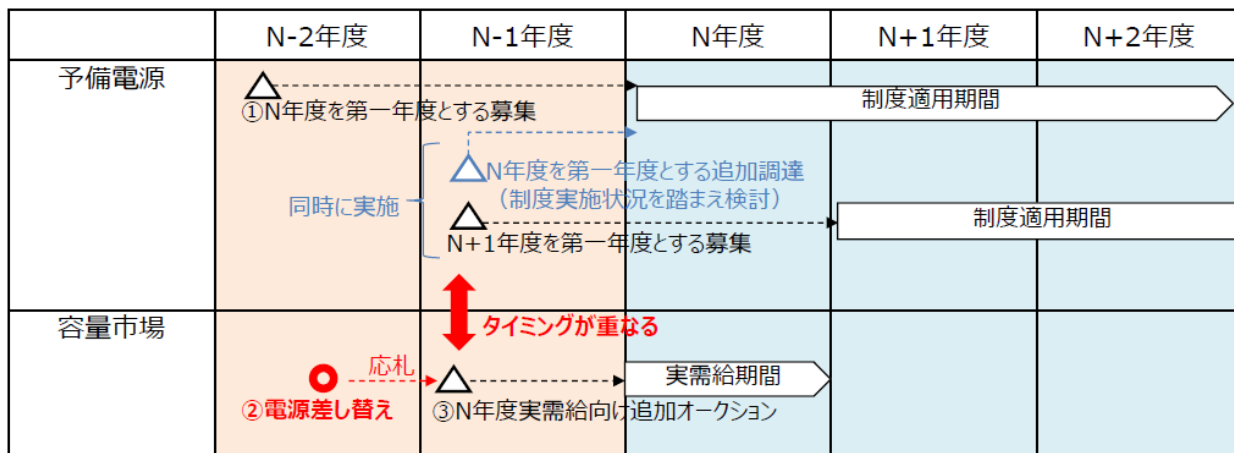 N-2年度
N-1年度
N年度
N+1年度
N+2年度
予備電源
制度適用期間
①N年度を第一年度とする募集
N年度を第一年度とする追加調達
(制度実施状況を踏まえ検討)
同時に実施
制度適用期間
N+1年度を第一年度とする募集
タイミングが重なる
容量市場
応札
実需給期間
②電源差し替え
③N年度実需給向け追加オークション